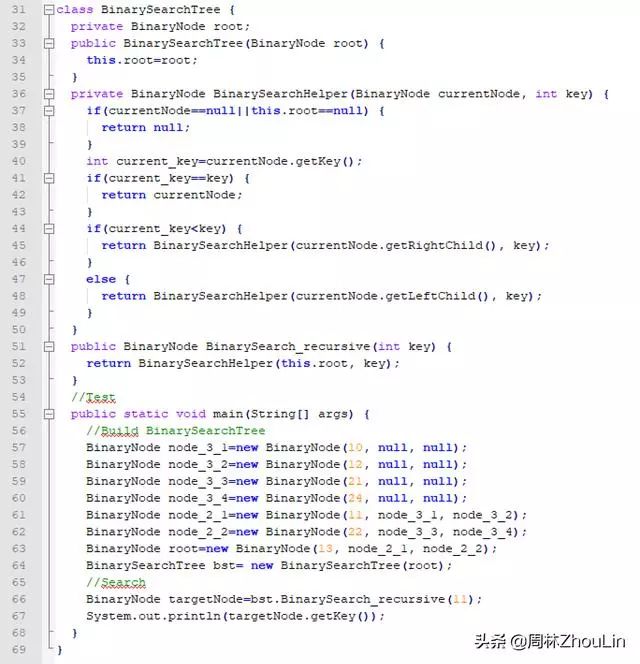 31 class BinarySearchTree {
32 private BinaryNode root;
33 public BinarySearchTree(BinaryNode root) {
34 this.root=root;
35 }
36 private BinaryNode BinarySearchHelper(BinaryNode currentNode, int key) {
37 if(currentNode==null||this.root==null) {
38 return null;
39 }
40 int current_key=currentNode.getKey();
41 if(current_key==key) {
42 return currentNode;
43 }
44 if(current_key<key) {
45 return BinarySearchHelper(currentNode.getRightChild(), key);
46 }
47 else {
48 return BinarySearchHelper(currentNode.getLeftChild(), key);
49 }
50 }
51 public BinaryNode BinarySearch_recursive(int key) {
52 return BinarySearchHelper(this.root, key);
53 }
54 //Test
55 public static void main(String[] args) {
56 //Build BinarySearchTree
57 BinaryNode node_3_1=new BinaryNode(10, null, null);
58 BinaryNode node_3_2=new BinaryNode(12, null, null);
59 BinaryNode node_3_3=new BinaryNode(21, null, null);
60 BinaryNode node_3_4=new BinaryNode(24, null, null);
61 BinaryNode node_2_1=new BinaryNode(11, node_3_1, node_3_2);
62 BinaryNode node_2_2=new BinaryNode(22, node_3_3, node_3_4);
63 BinaryNode root=new BinaryNode(13, node_2_1, node_2_2);
64 BinarySearchTree bst= new BinarySearchTree(root);
65 //Search
66 BinaryNode targetNode=bst.BinarySearch_recursive(11);
67 System.out.println(targetNode.getKey());
68 }
69 }
头条 @周林ZhouLin